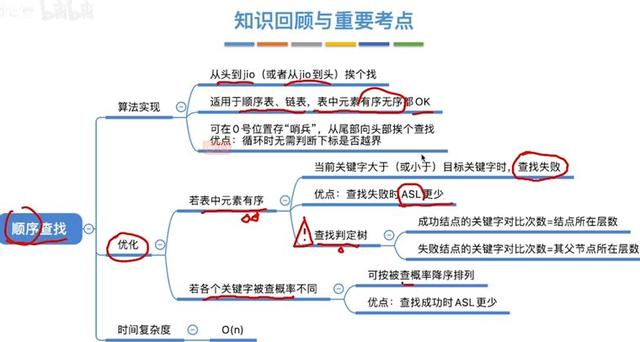 知识回顾与重要考点
从头到jio（或者从jio到头）挨个找
算法实现
适用于顺序表、链表，表中元素有序无序都OK
可在0号位置存“哨兵”，从尾部向头部挨个查找
优点：循环时无需判断下标是否越界
当前关键字大于（或小于）目标关键字时，查找失败
若表中元素有序
优点：查找失败时ASL更少
查找判定树
成功结点的关键字对比次数=结点所在层数
失败结点的关键字对比次数=其父节点所在层数
顺序查找
优化
若各个关键字被查概率不同
可按被查概率降序排列
优点：查找成功时ASL更少
时间复杂度
O(n)